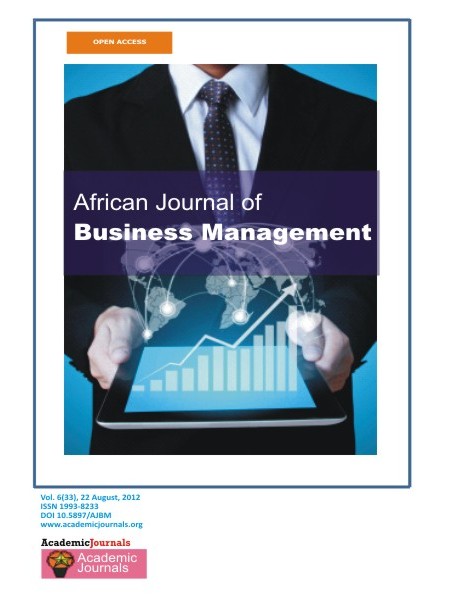 OPEN ACCESS
African Journal of
Business Management
Vol. 6(33), 22 August, 2012
ISSN 1993-8233
DOI 10.5897/AJBM
www.academicjournals.org
AcademicJournals
Academic
Journals